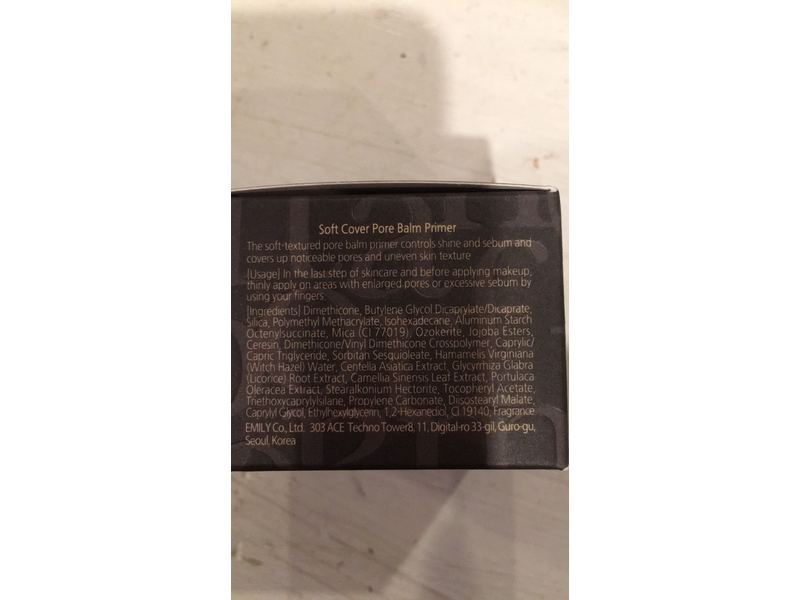 Soft Cover Pore Balm Primer
The soft-textured pore balm primer controls shine and sebum and
covers up noticeable pores and uneven skin texture
[Usage] In the last step of skincare and before applying makeup,
thinly apply on areas with enlarged pores or excessive sebum by
using your fingers.
[Ingredients] Dimethicone, Butylene Glycol Dicaprylate/Dicaprate,
Silica, Polymethyl Methacrylate, Isohexadecane, Aluminum Starch
Octenylsuccinate, Mica (CI 77019), Ozokerite, Jojoba Esters,
Ceresin, Dimethicone/Vinyl Dimethicone Crosspolymer, Caprylic/
Capric Triglyceride, Sorbitan Sesquioleate, Hamamelis Virginiana
(Witch Hazel) Water, Centella Asiatica Extract, Glycyrrhiza Glabra
(Licorice) Root Extract, Camellia Sinensis Leaf Extract, Portulaca
Oleracea Extract, Stearalkonium Hectorite, Tocopheryl Acetate,
Triethoxycaprylylsilane, Propylene Carbonate, Diisostearyl Malate,
Caprylyl Glycol, Ethylhexylglycerin, 1,2-Hexanediol, CI 19140, Fragrance
EMILY Co., Ltd. 303 ACE Techno Tower8, 11, Digital-ro 33-gil, Guro-gu,
Seoul, Korea